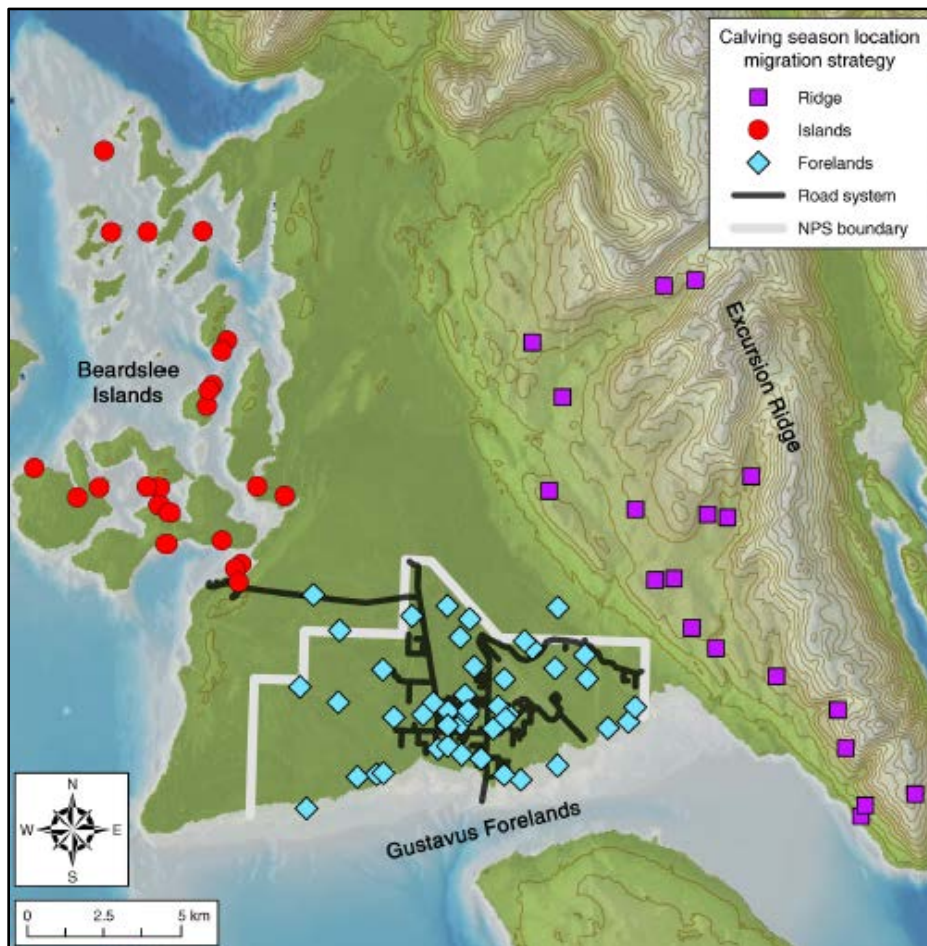 Calving season location
migration strategy
Ridge
Islands
Forelands
Road system
NPS boundary
Excursion Ridge
Beardslee
Islands
Gustavus Forelands
N
W E
S
0 2.5 5 km